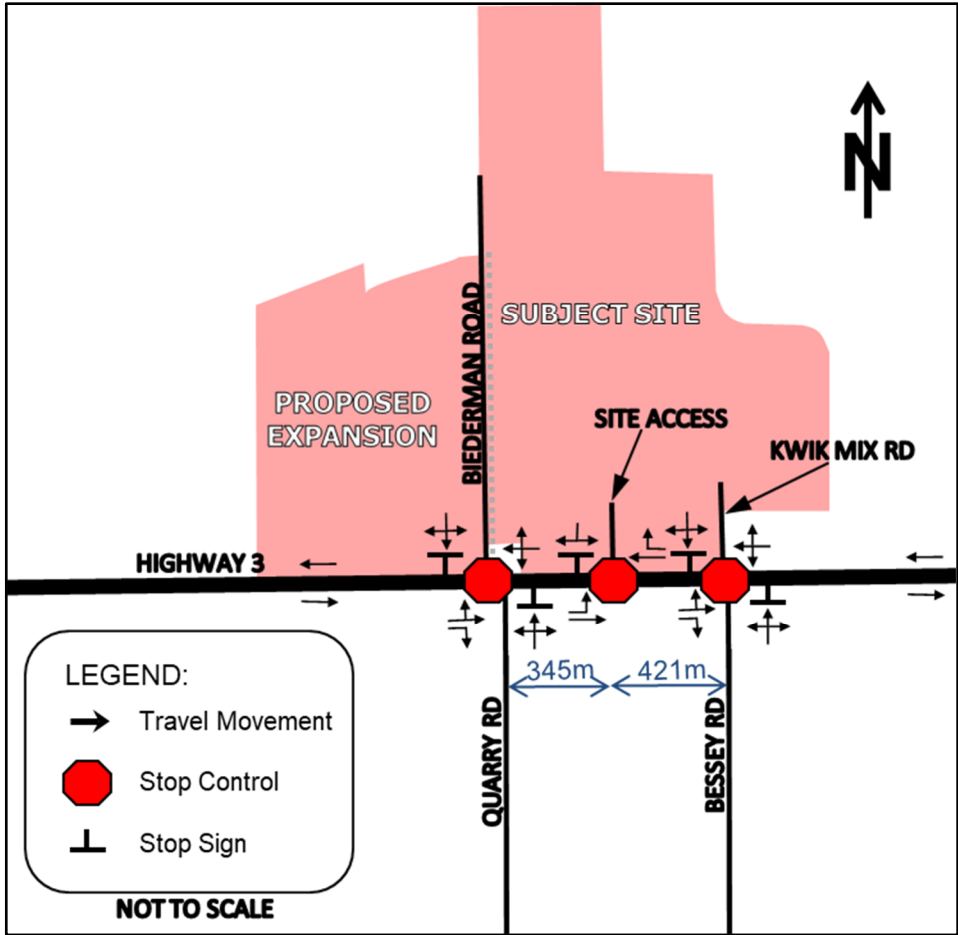 N
SUBJECT SITE
BIEDERMAN ROAD
PROPOSED
EXPANSION
SITE ACCESS
KWIK MIX RD
HIGHWAY 3
345m
421m
QUARRY RD
BESSEY RD
LEGEND:
Travel Movement
Stop Control
Stop Sign
NOT TO SCALE